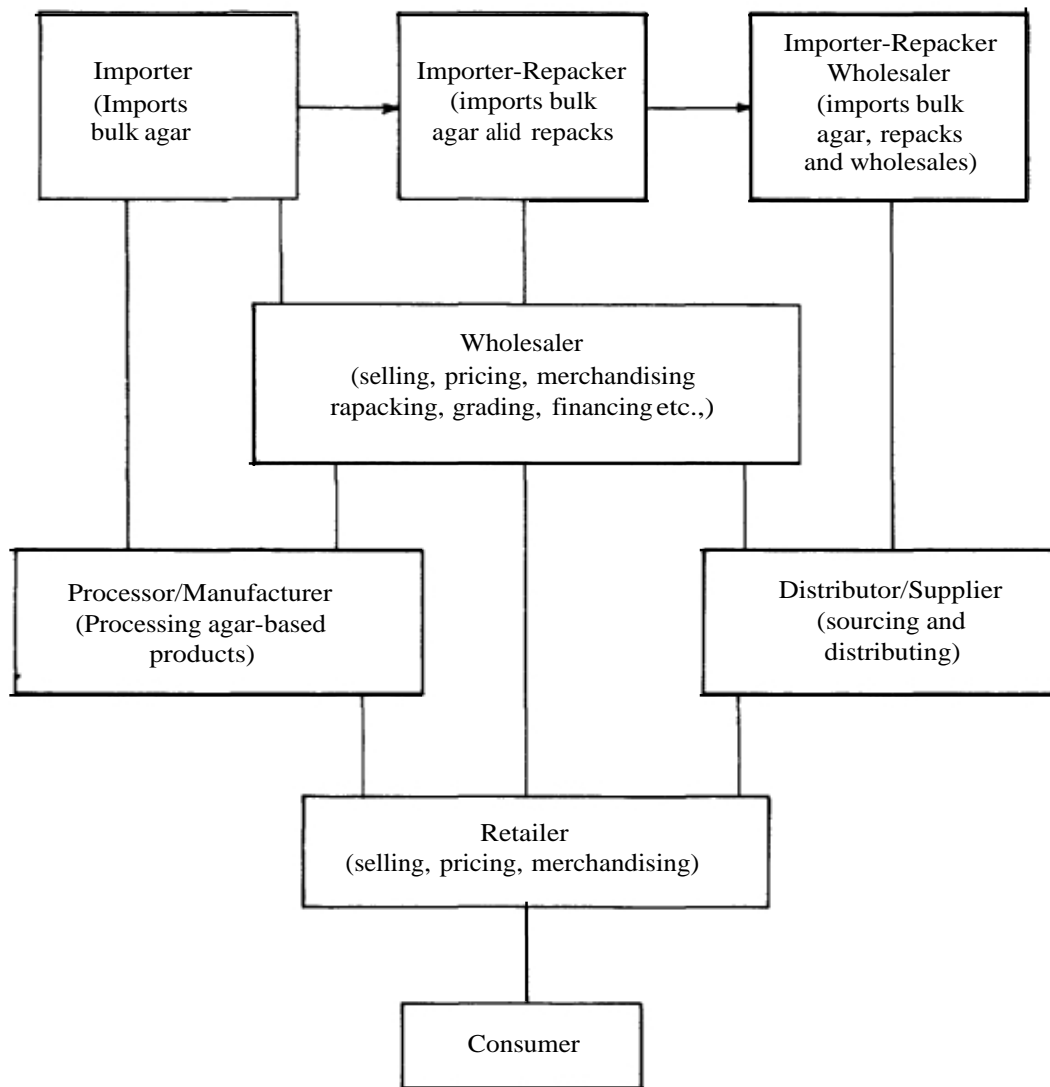 Importer
(Imports
bulk agar
Importer-Repacker
(imports bulk
agar alid repacks
Importer-Repacker
Wholesaler
(imports bulk
agar, repacks
and wholesales)
Wholesaler
(selling, pricing, merchandising
rapacking, grading, financing etc.,)
Processor/Manufacturer
(Processing agar-based
products)
Distributor/Supplier
(sourcing and
distributing)
Retailer
(selling, pricing, merchandising)
Consumer